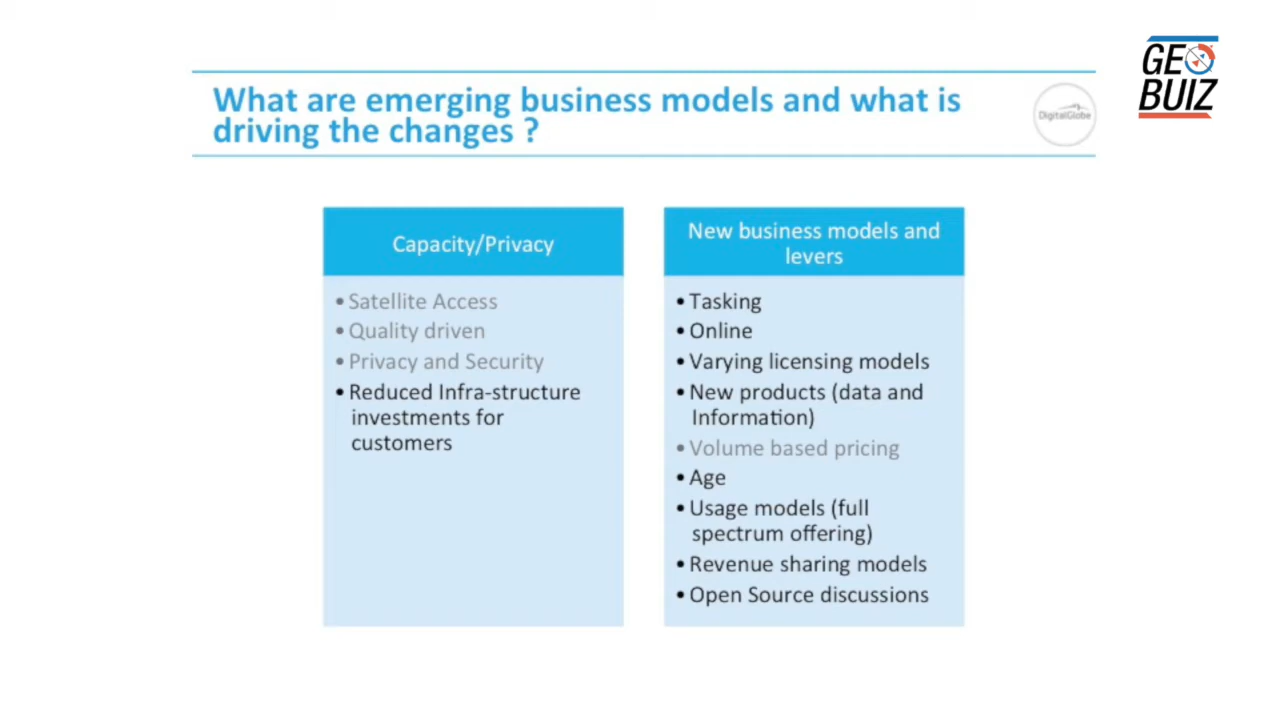 GEO
BUIZ
What are emerging business models and what is
driving the changes ?
DigitalGlobe
Capacity/Privacy
• Satellite Access
• Quality driven
• Privacy and Security
• Reduced Infra-structure
investments for
customers
New business models and
levers
• Tasking
• Online
• Varying licensing models
• New products (data and
Information)
• Volume based pricing
• Age
• Usage models (full
spectrum offering)
• Revenue sharing models
• Open Source discussions